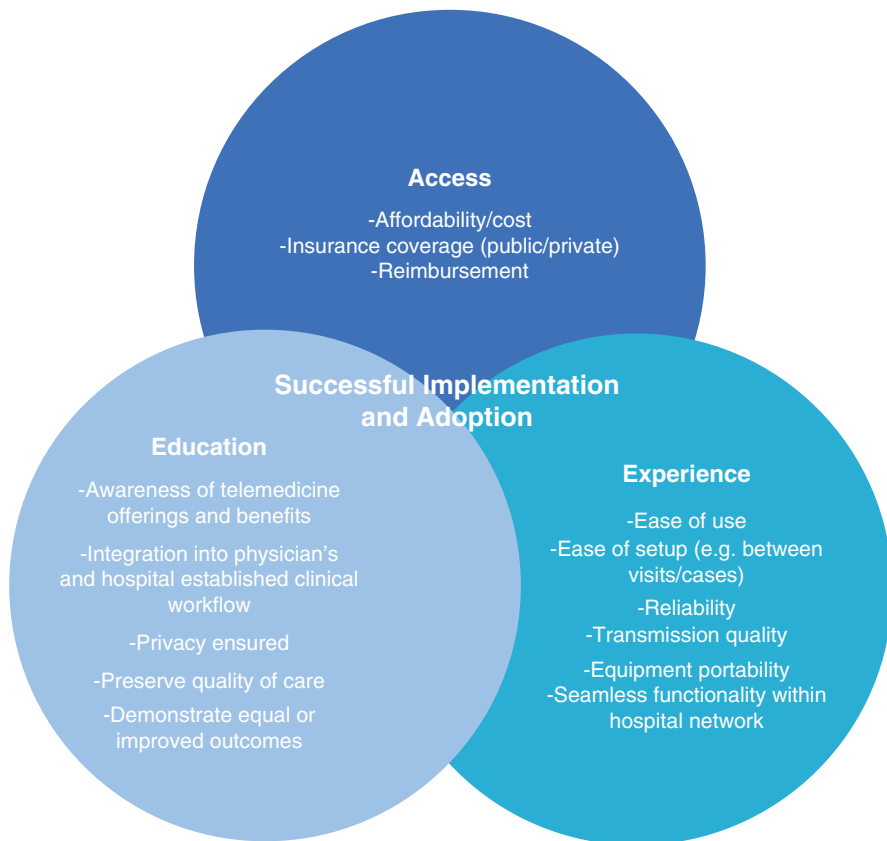 Access
-Affordability/cost
-Insurance coverage (public/private)
-Reimbursement
Successful Implementation
and Adoption
Education
-Awareness of telemedicine
offerings and benefits
-Integration into physician's
and hospital established clinical
workflow
-Privacy ensured
-Preserve quality of care
-Demonstrate equal or
improved outcomes
Experience
-Ease of use
-Ease of setup (e.g. between
visits/cases)
-Reliability
-Transmission quality
-Equipment portability
-Seamless functionality within
hospital network